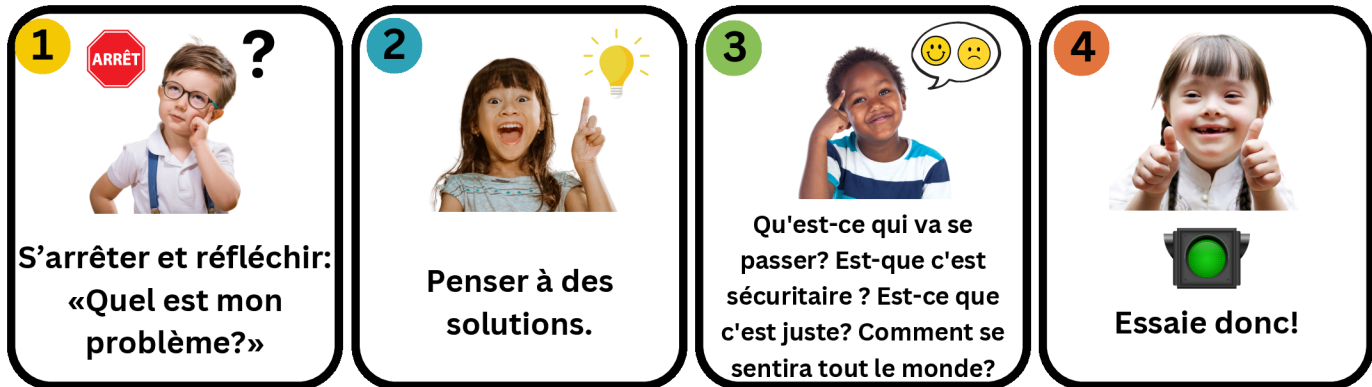 1
ARRÊT
?
S’arrêter et réfléchir:
«Quel est mon
problème?»
2
Penser à des
solutions.
3
Qu'est-ce qui va se
passer? Est-que c'est
sécuritaire ? Est-ce que
c'est juste? Comment se
sentira tout le monde?
4
Essaie donc!